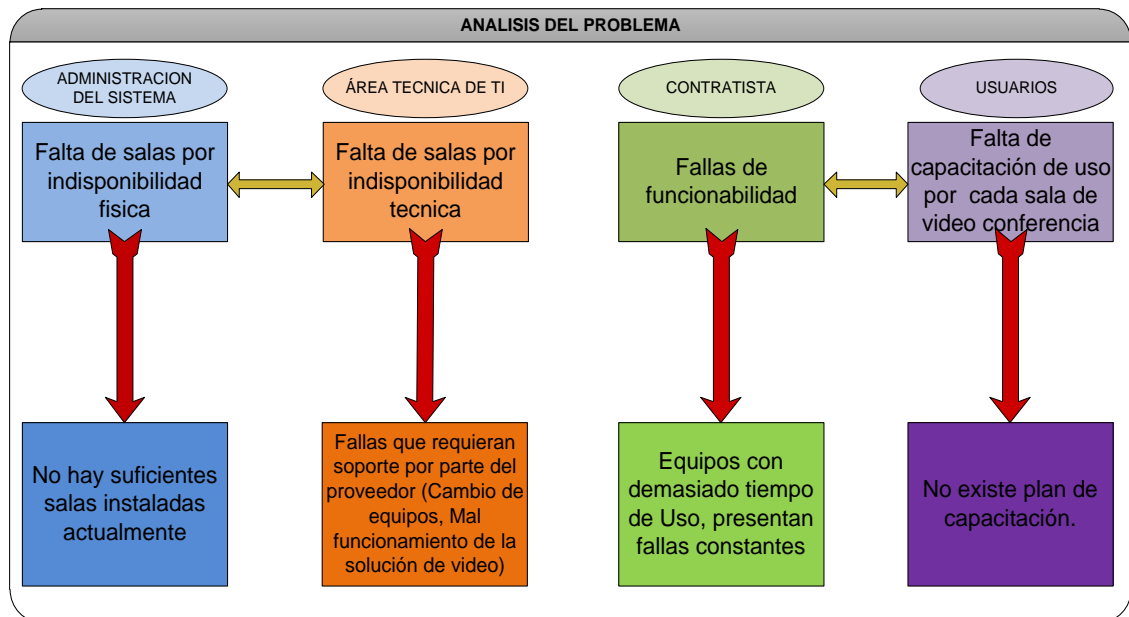 ANALISIS DEL PROBLEMA
ADMINISTRACION
DEL SISTEMA
ÁREA TECNICA DE TI
CONTRATISTA
USUARIOS
Falta de salas por
indisponibilidad
fisica
Falta de salas por
indisponibilidad
tecnica
Fallas de
funcionabilidad
Falta de
capacitación de uso
por cada sala de
video conferencia
No hay suficientes
salas instaladas
actualmente
Fallas que requieran
soporte por parte del
proveedor (Cambio de
equipos, Mal
funcionamiento de la
solución de video)
Equipos con
demasiado tiempo
de Uso, presentan
fallas constantes
No existe plan de
capacitación.